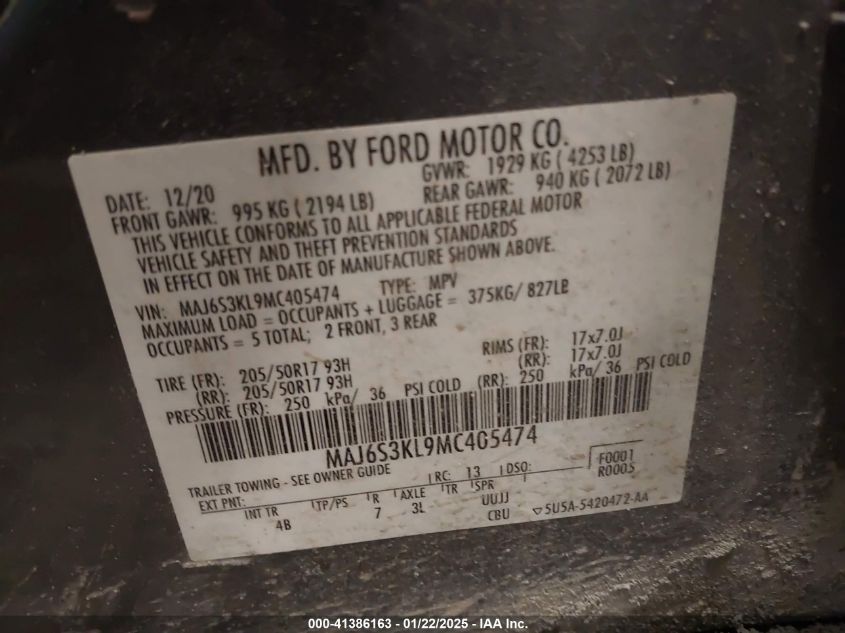 MFD. BY FORD MOTOR CO.
DATE: 12/20 GVWR: 1929 KG ( 4253 LB)
FRONT GAWR: 995 KG ( 2194 LB) REAR GAWR: 940 KG ( 2072 LB)
THIS VEHICLE CONFORMS TO ALL APPLICABLE FEDERAL MOTOR
VEHICLE SAFETY AND THEFT PREVENTION STANDARDS
IN EFFECT ON THE DATE OF MANUFACTURE SHOWN ABOVE.
VIN: MAJ6S3KL9MC405474 TYPE: MPV
MAXIMUM LOAD = OCCUPANTS + LUGGAGE = 375KG/ 827LB
OCCUPANTS = 5 TOTAL; 2 FRONT, 3 REAR
TIRE (FR): 205/50R17 93H RIMS (FR): 17x7.0J
(RR): 205/50R17 93H (RR): 17x7.0J
PRESSURE (FR): 250 kPa/ 36 PSI COLD (RR): 250 kPa/ 36 PSI COLD
MAJ6S3KL9MC405474
TRAILER TOWING - SEE OWNER GUIDE
EXT PNT: RC: 13 DSO: F0001
R0005
INT TR TP/PS R AXLE TR SPR
4B 7 3L UUJJ
CBU ▽5U5A-5420472-AA
000-41386163 - 01/22/2025 - IAA Inc.